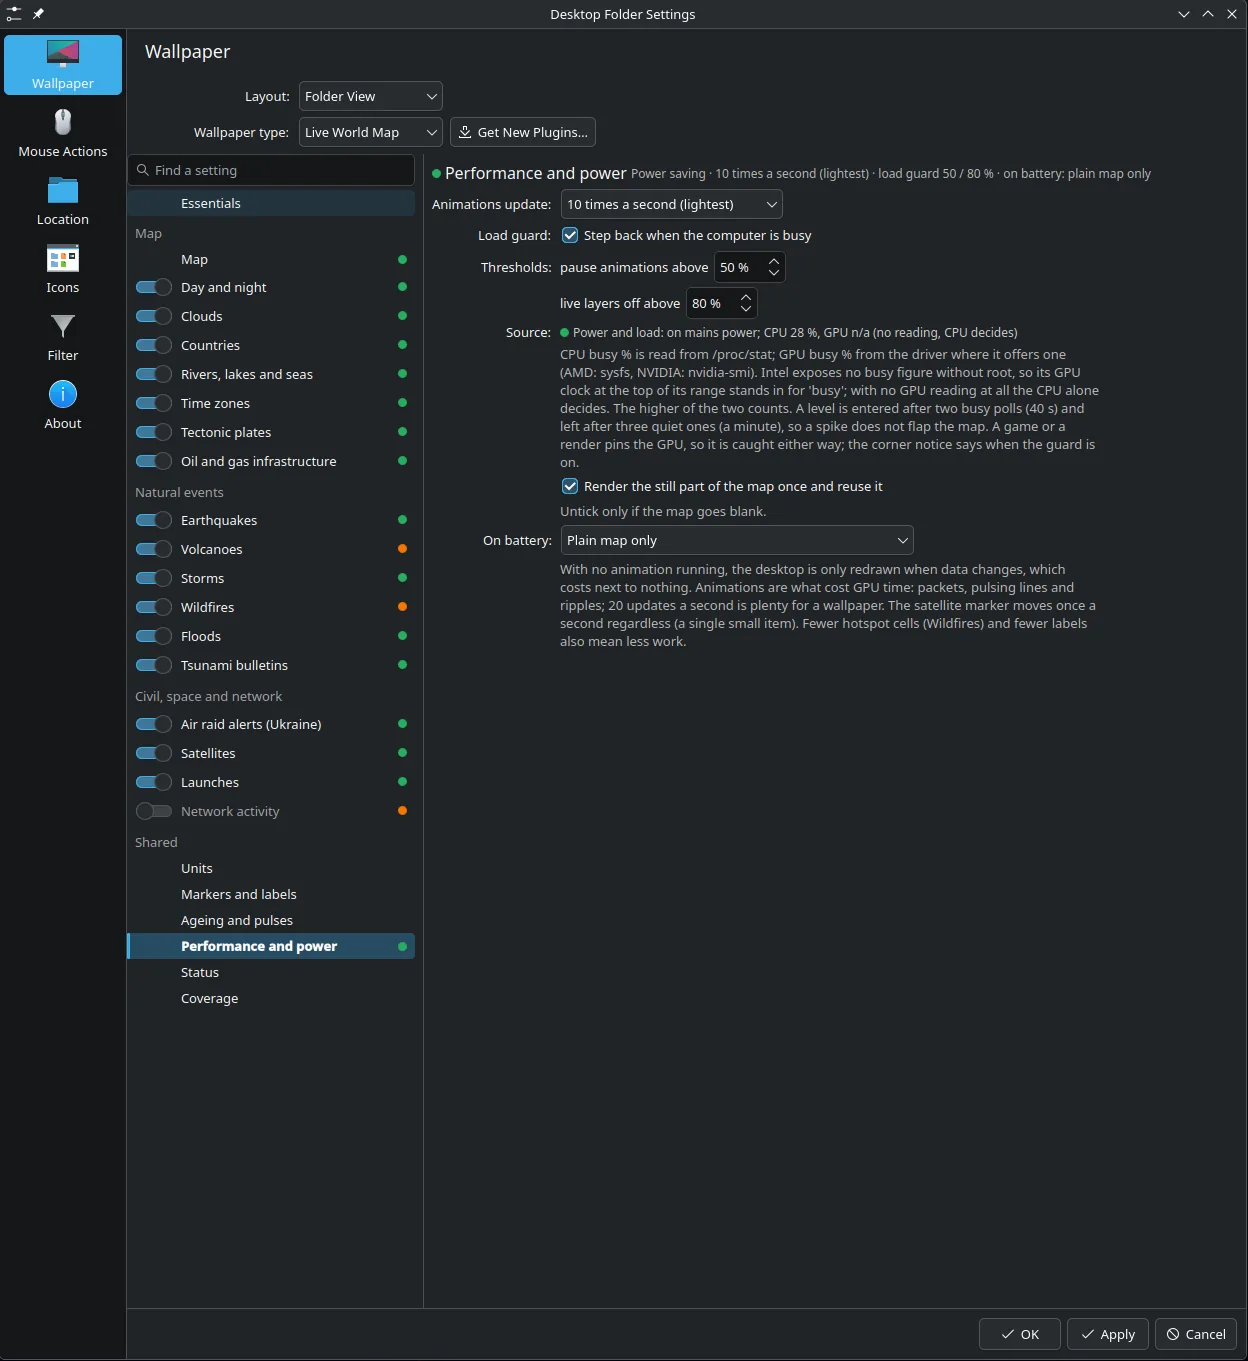 Desktop Folder Settings
Wallpaper
Mouse Actions
Location
Icons
Filter
About
Wallpaper
Layout: Folder View
Wallpaper type: Live World Map Get New Plugins...
Find a setting
Essentials
Map
Map
Day and night
Clouds
Countries
Rivers, lakes and seas
Time zones
Tectonic plates
Oil and gas infrastructure
Natural events
Earthquakes
Volcanoes
Storms
Wildfires
Floods
Tsunami bulletins
Civil, space and network
Air raid alerts (Ukraine)
Satellites
Launches
Network activity
Shared
Units
Markers and labels
Ageing and pulses
Performance and power
Status
Coverage
Performance and power Power saving · 10 times a second (lightest) · load guard 50 / 80 % · on battery: plain map only
Animations update: 10 times a second (lightest)
Load guard: Step back when the computer is busy
Thresholds: pause animations above 50 %
live layers off above 80 %
Source: Power and load: on mains power; CPU 28 %, GPU n/a (no reading, CPU decides)
CPU busy % is read from /proc/stat; GPU busy % from the driver where it offers one
(AMD: sysfs, NVIDIA: nvidia-smi). Intel exposes no busy figure without root, so its GPU
clock at the top of its range stands in for 'busy'; with no GPU reading at all the CPU alone
decides. The higher of the two counts. A level is entered after two busy polls (40 s) and
left after three quiet ones (a minute), so a spike does not flap the map. A game or a
render pins the GPU, so it is caught either way; the corner notice says when the guard is
on.
Render the still part of the map once and reuse it
Untick only if the map goes blank.
On battery: Plain map only
With no animation running, the desktop is only redrawn when data changes, which
costs next to nothing. Animations are what cost GPU time: packets, pulsing lines and
ripples; 20 updates a second is plenty for a wallpaper. The satellite marker moves once a
second regardless (a single small item). Fewer hotspot cells (Wildfires) and fewer labels
also mean less work.
OK Apply Cancel